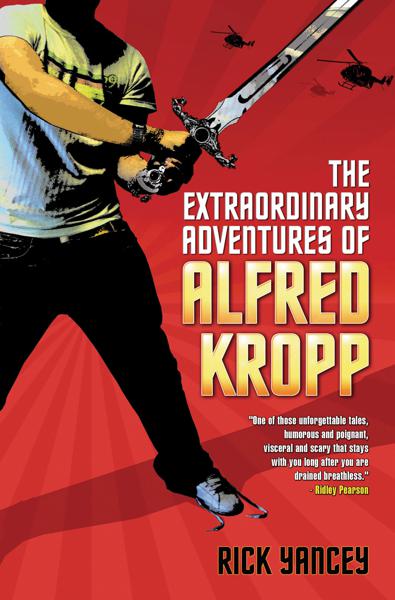 THE
EXTRAORDINARY
ADVENTURES OF
ALFRED
KROPP
"One of those unforgettable tales,
humorous and poignant,
visceral and scary that stays
with you long after you are
drained breathless."
- Ridley Pearson
RICK YANCEY